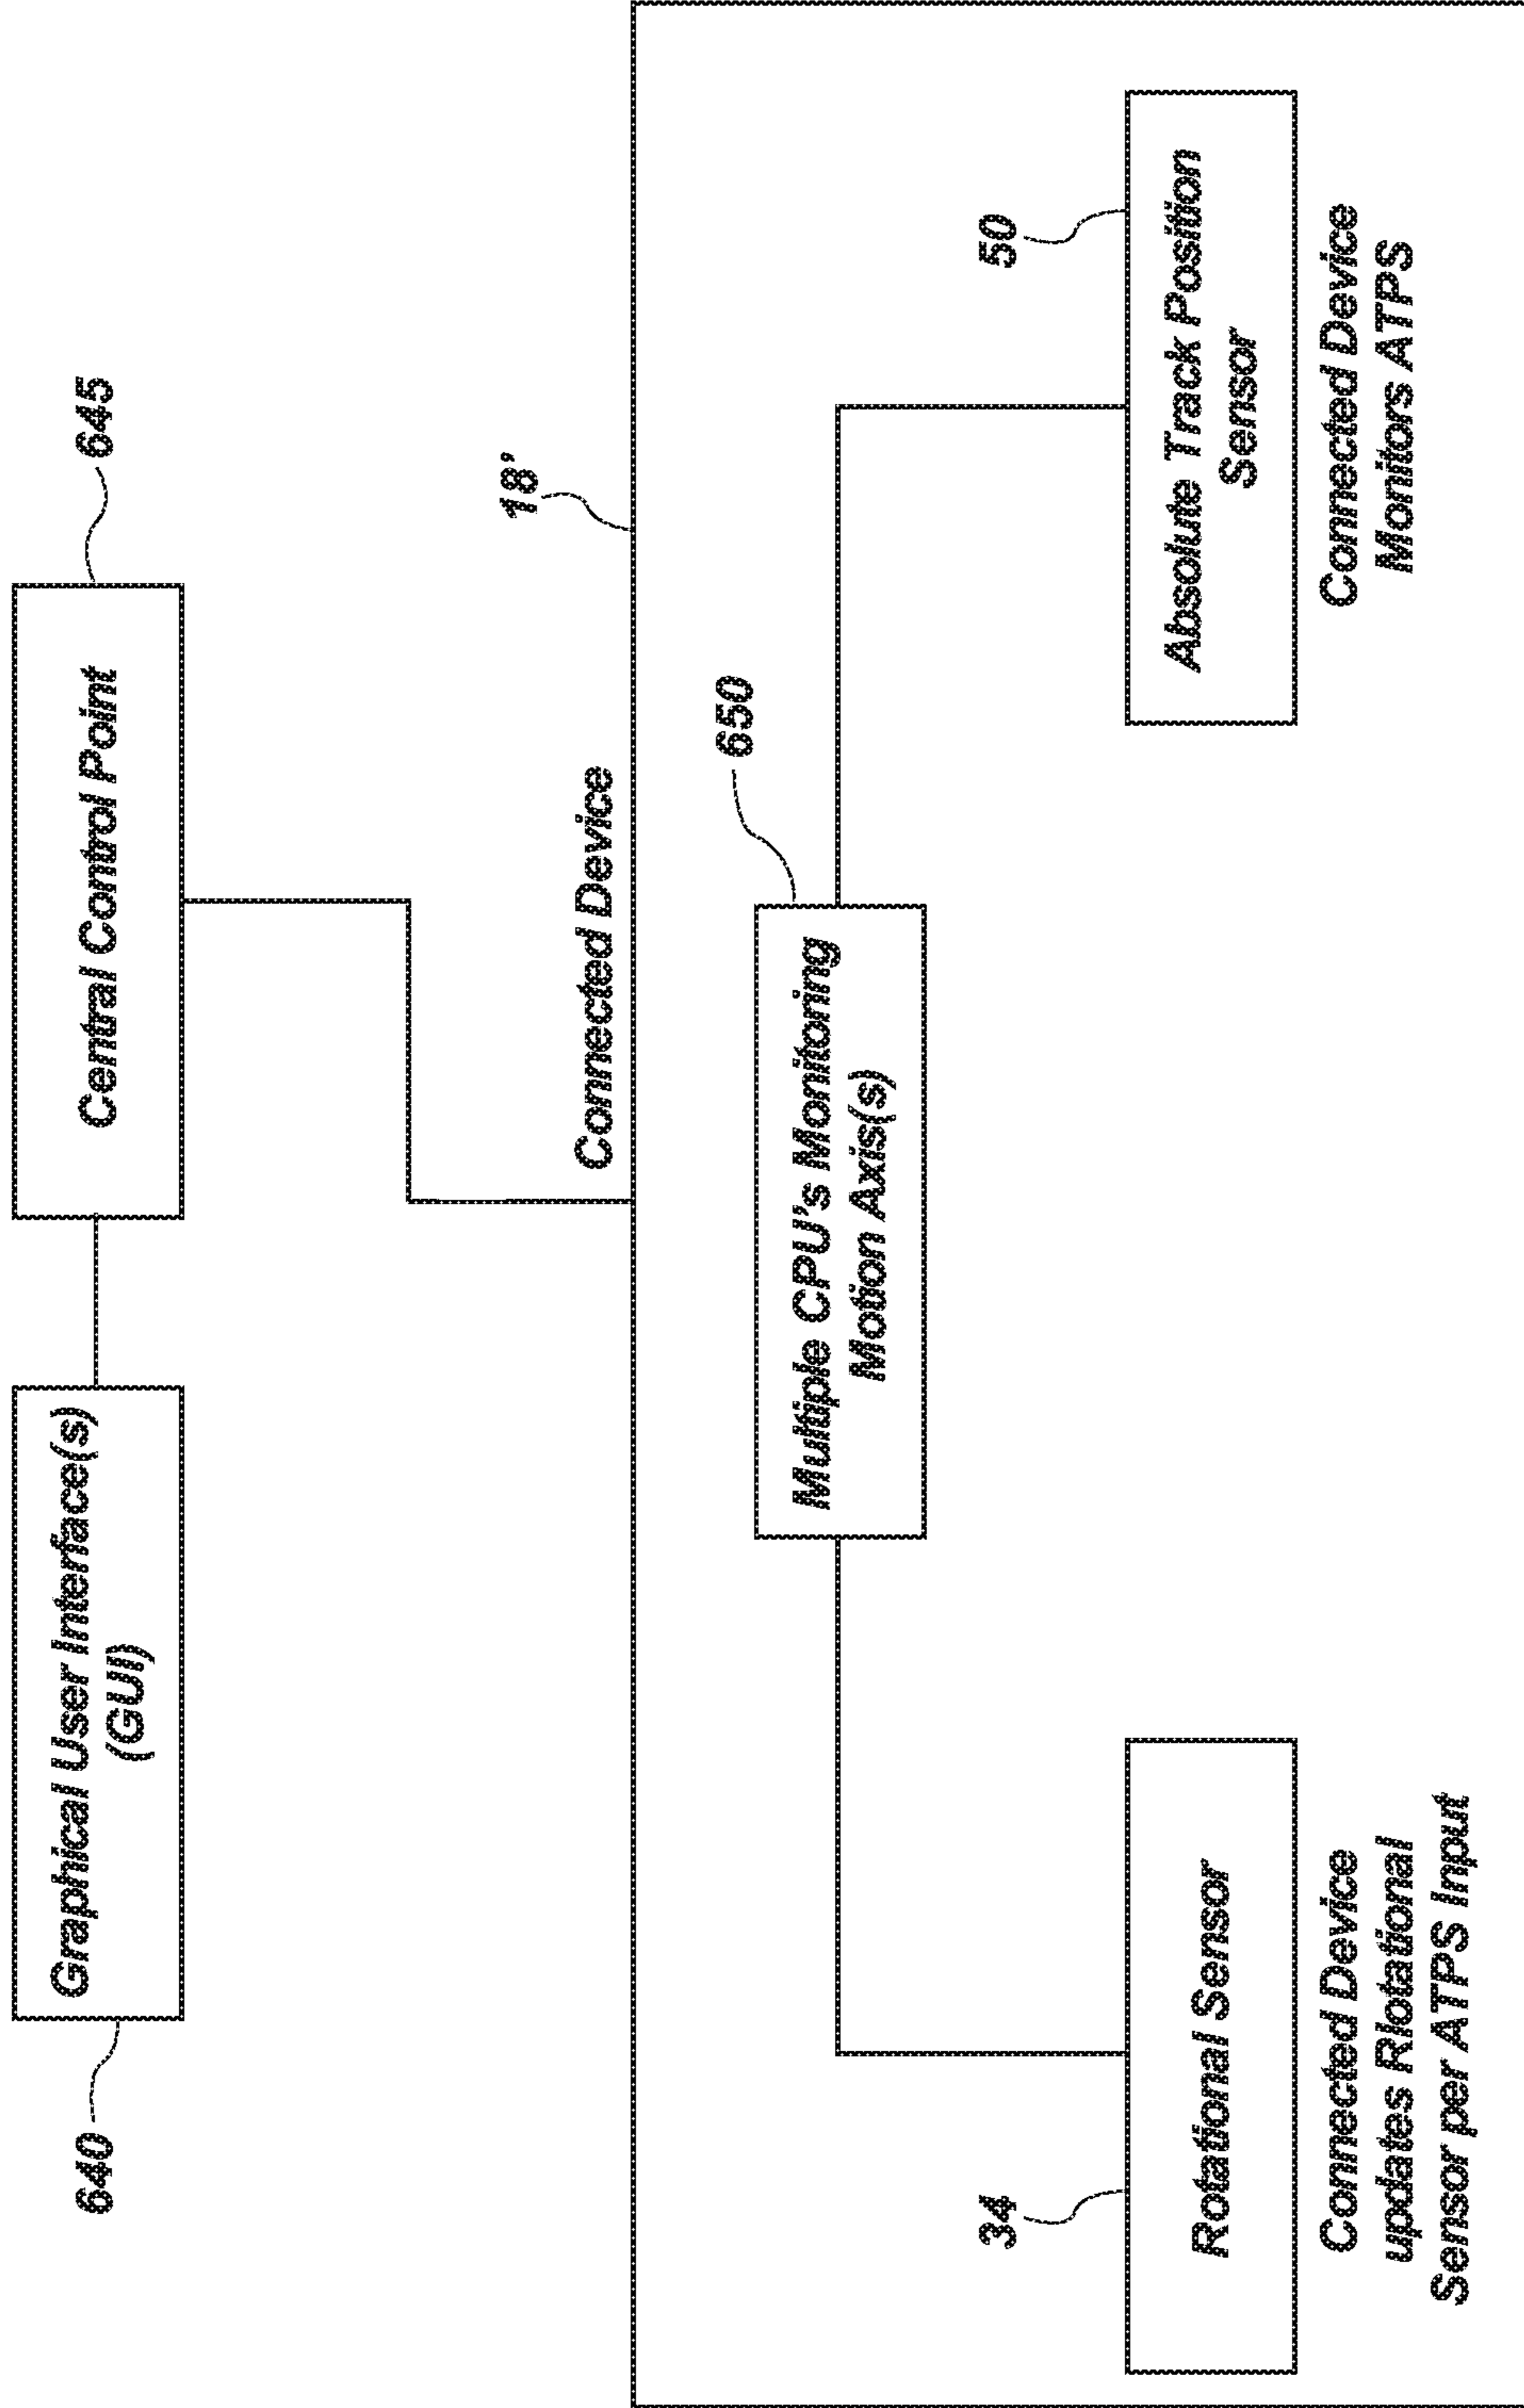 640
Graphical User Interface(s)
(GUI)
Central Control Point
645
Connected Device
18'
650
Multiple CPU's Monitoring
Motion Axis(s)
34
Rotational Sensor
Connected Device
updates Rlotational
Sensor per ATPS Input
50
Absolute Track Position
Sensor
Connected Device
Monitors ATPS